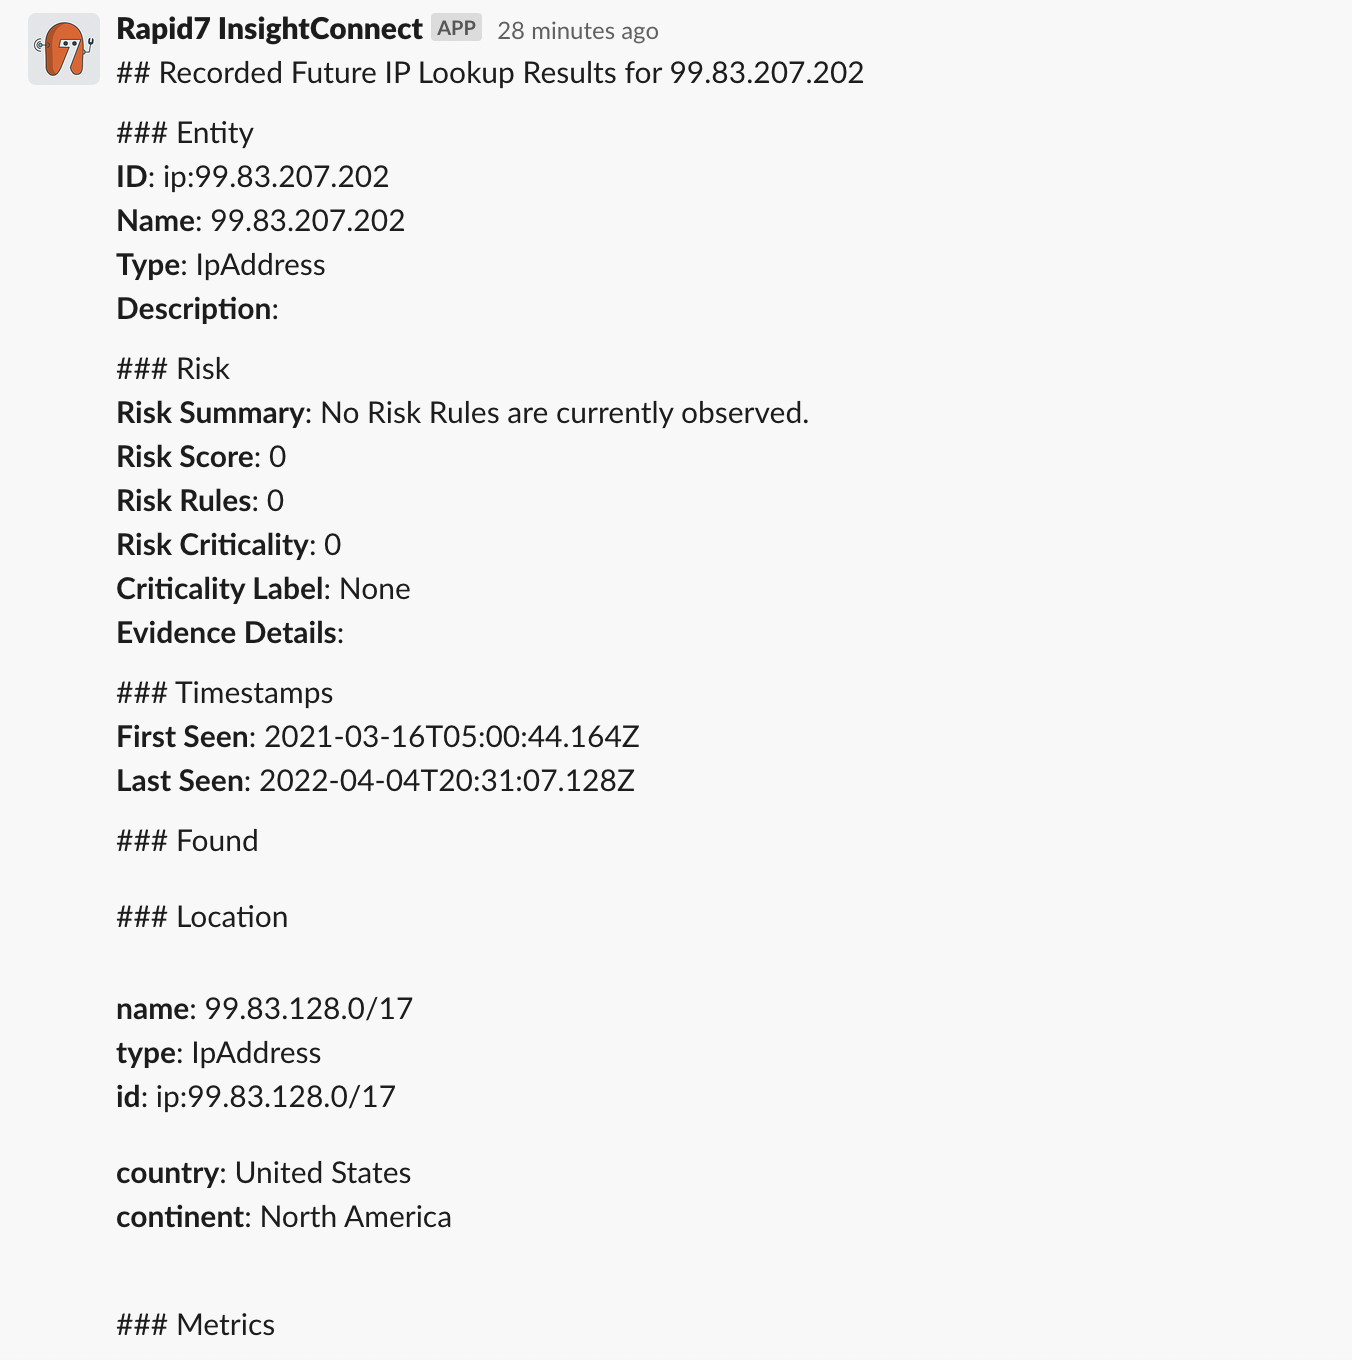 Rapid7 InsightConnect APP 28 minutes ago
## Recorded Future IP Lookup Results for 99.83.207.202
### Entity
ID: ip:99.83.207.202
Name: 99.83.207.202
Type: IpAddress
Description:
### Risk
Risk Summary: No Risk Rules are currently observed.
Risk Score: 0
Risk Rules: 0
Risk Criticality: 0
Criticality Label: None
Evidence Details:
### Timestamps
First Seen: 2021-03-16T05:00:44.164Z
Last Seen: 2022-04-04T20:31:07.128Z
### Found
### Location
name: 99.83.128.0/17
type: IpAddress
id: ip:99.83.128.0/17
country: United States
continent: North America
### Metrics